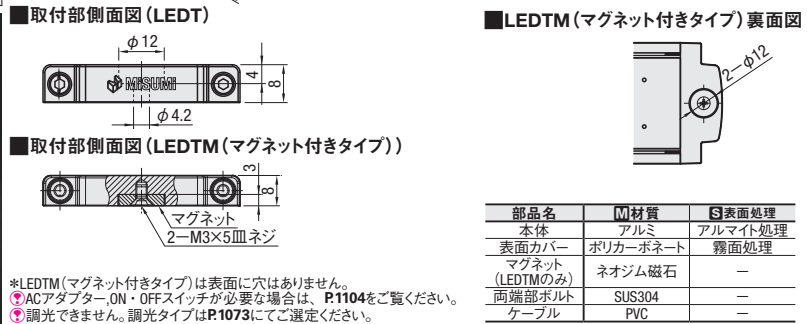 ■取付部側面図(LEDT)
φ12
4
8
MiSUMi
φ4.2
■取付部側面図(LEDTM(マグネット付きタイプ))
3
8
マグネット
2−M3×5皿ネジ
*LEDTM(マグネット付きタイプ)は表面に穴はありません。
ACアダプター,ON・OFFスイッチが必要な場合は、P.1104をご覧ください。
調光できません。調光タイプはP.1073にてご選定ください。
■LEDTM(マグネット付きタイプ)裏面図
2−φ12
部品名 M材質 S表面処理
本体 アルミ アルマイト処理
表面カバー ポリカーボネート 霧面処理
マグネット
(LEDTMのみ) ネオジム磁石 −
両端部ボルト SUS304 −
ケーブル PVC −